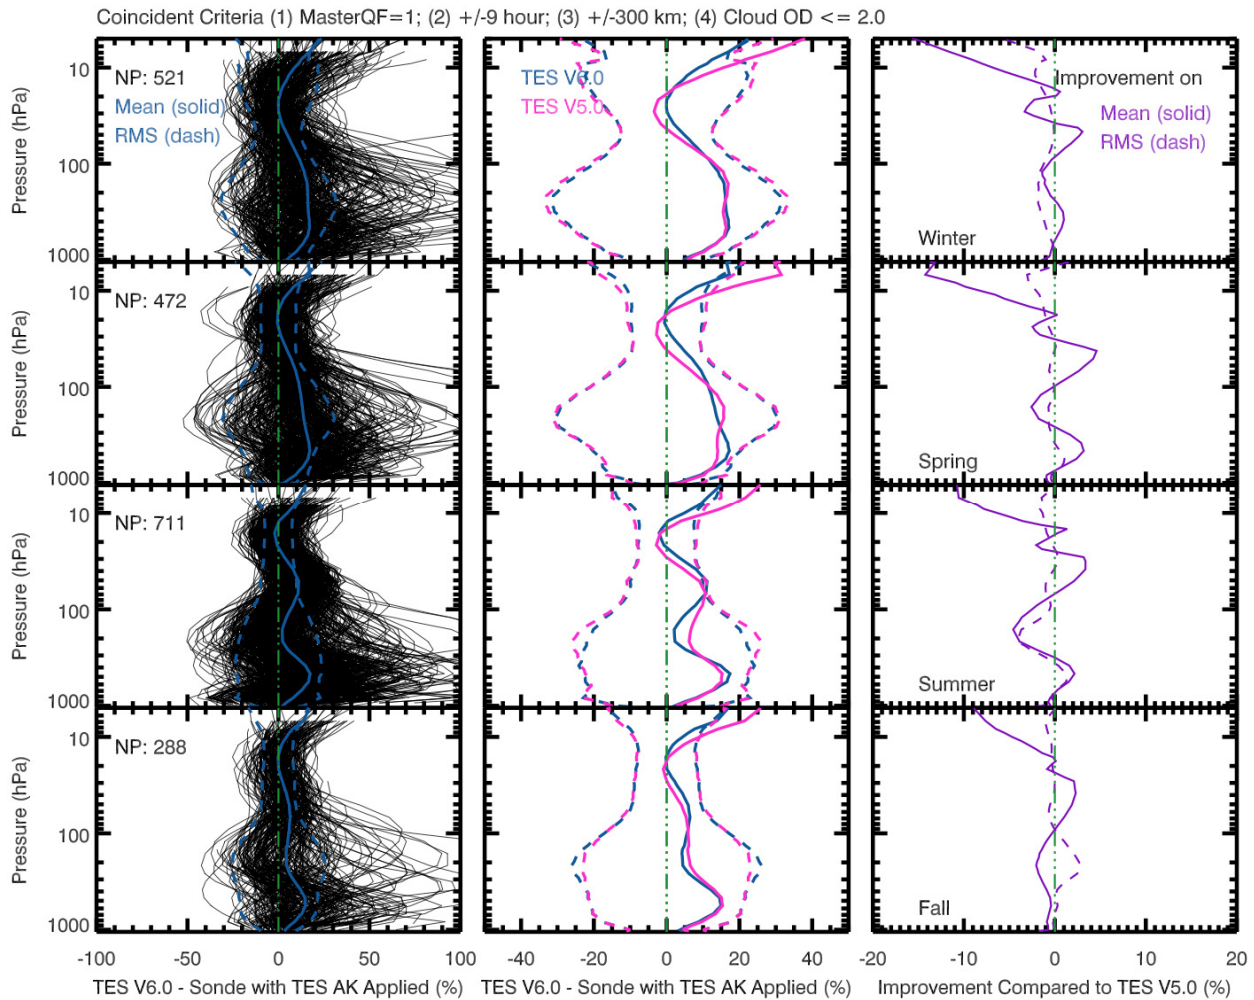 Coincident Criteria (1) MasterQF=1; (2) +/-9 hour; (3) +/-300 km; (4) Cloud OD <= 2.0
Pressure (hPa)
10
100
1000
NP: 521
Mean (solid)
RMS (dash)
TES V6.0
TES V5.0
Improvement on
Mean (solid)
RMS (dash)
Winter
Pressure (hPa)
10
100
1000
NP: 472
Spring
Pressure (hPa)
10
100
1000
NP: 711
Summer
Pressure (hPa)
10
100
1000
NP: 288
Fall
-100 -50 0 50 100
-40 -20 0 20 40
-20 -10 0 10 20
TES V6.0 - Sonde with TES AK Applied (%)
TES V6.0 - Sonde with TES AK Applied (%)
Improvement Compared to TES V5.0 (%)